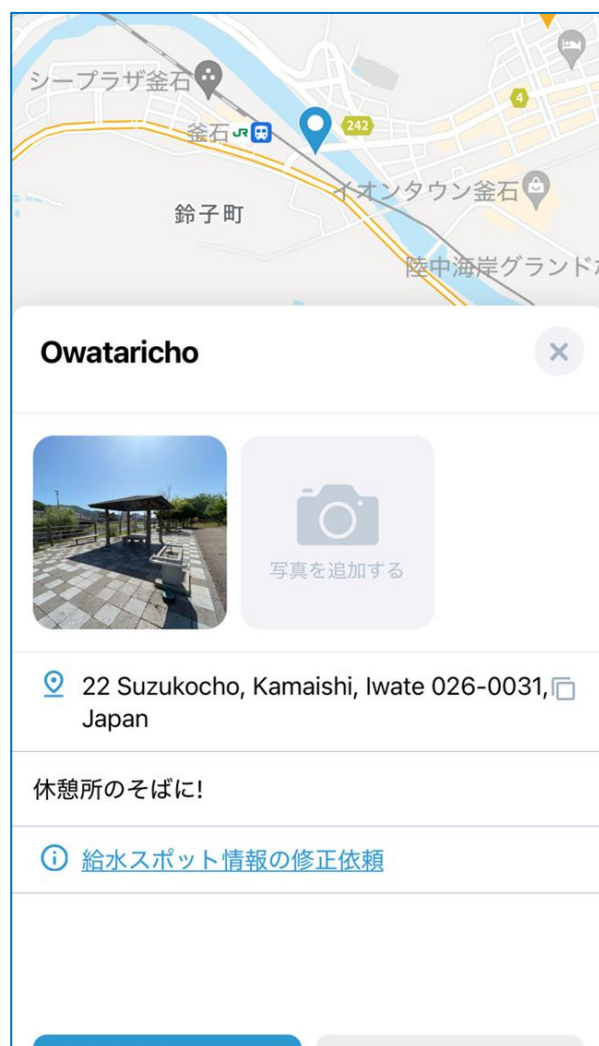 シープラザ釜石
4
釜石 JR
242
イオンタウン釜石
鈴子町
陸中海岸グランド
Owataricho
写真を追加する
22 Suzukocho, Kamaishi, Iwate 026-0031,
Japan
休憩所のそばに!
給水スポット情報の修正依頼